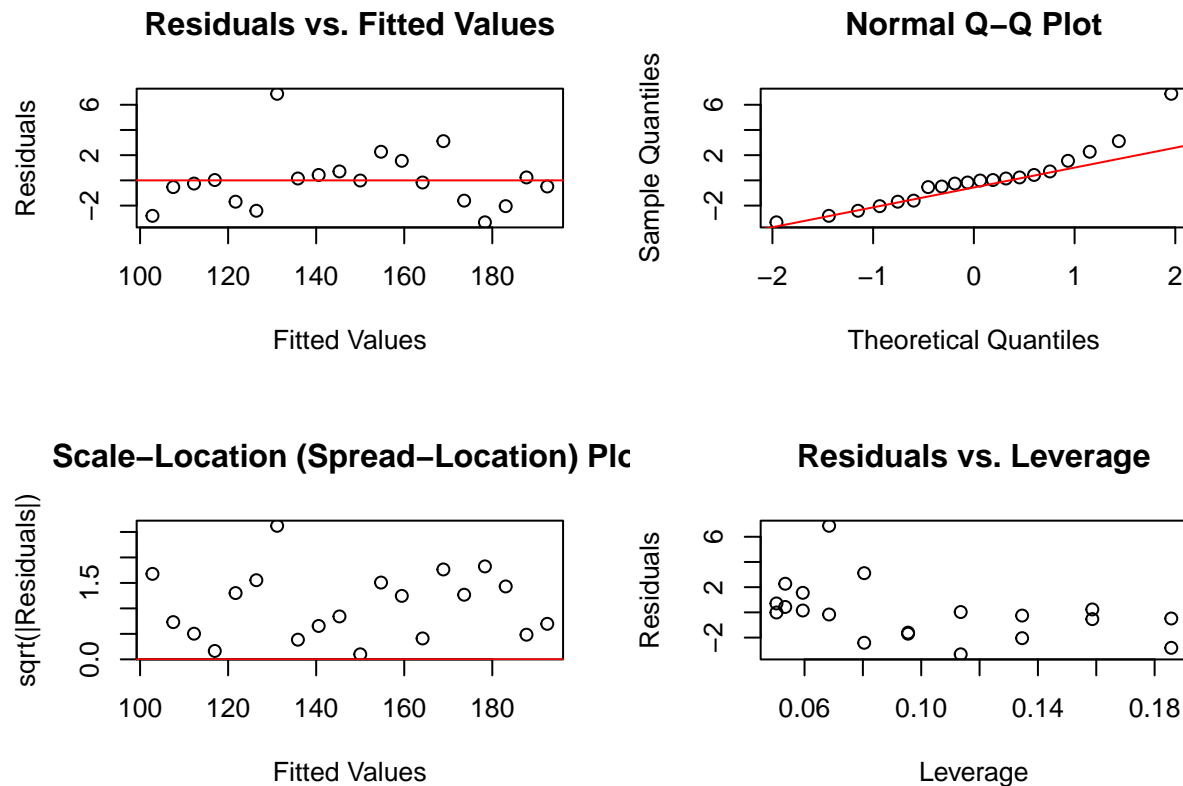 Residuals vs. Fitted Values
Residuals
6
2
−2
100 120 140 160 180
Fitted Values
Normal Q−Q Plot
Sample Quantiles
6
2
−2
−2 −1 0 1 2
Theoretical Quantiles
Scale−Location (Spread−Location) Plo
sqrt(|Residuals|)
1.5
0.0
100 120 140 160 180
Fitted Values
Residuals vs. Leverage
Residuals
6
2
−2
0.06 0.10 0.14 0.18
Leverage